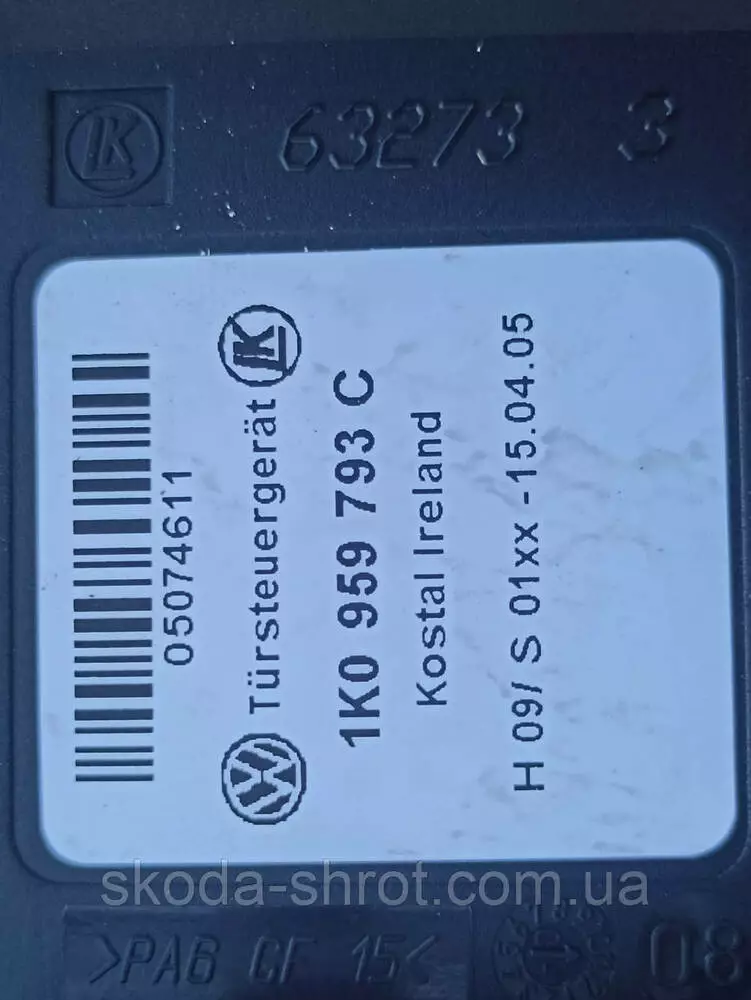 63273 3
05074611
Türsteuergerät
1K0 959 793 C
Kostal Ireland
H 09/ S 01xx -15.04.05
skoda-shrot.com.ua
>PA6 GF 15<
08